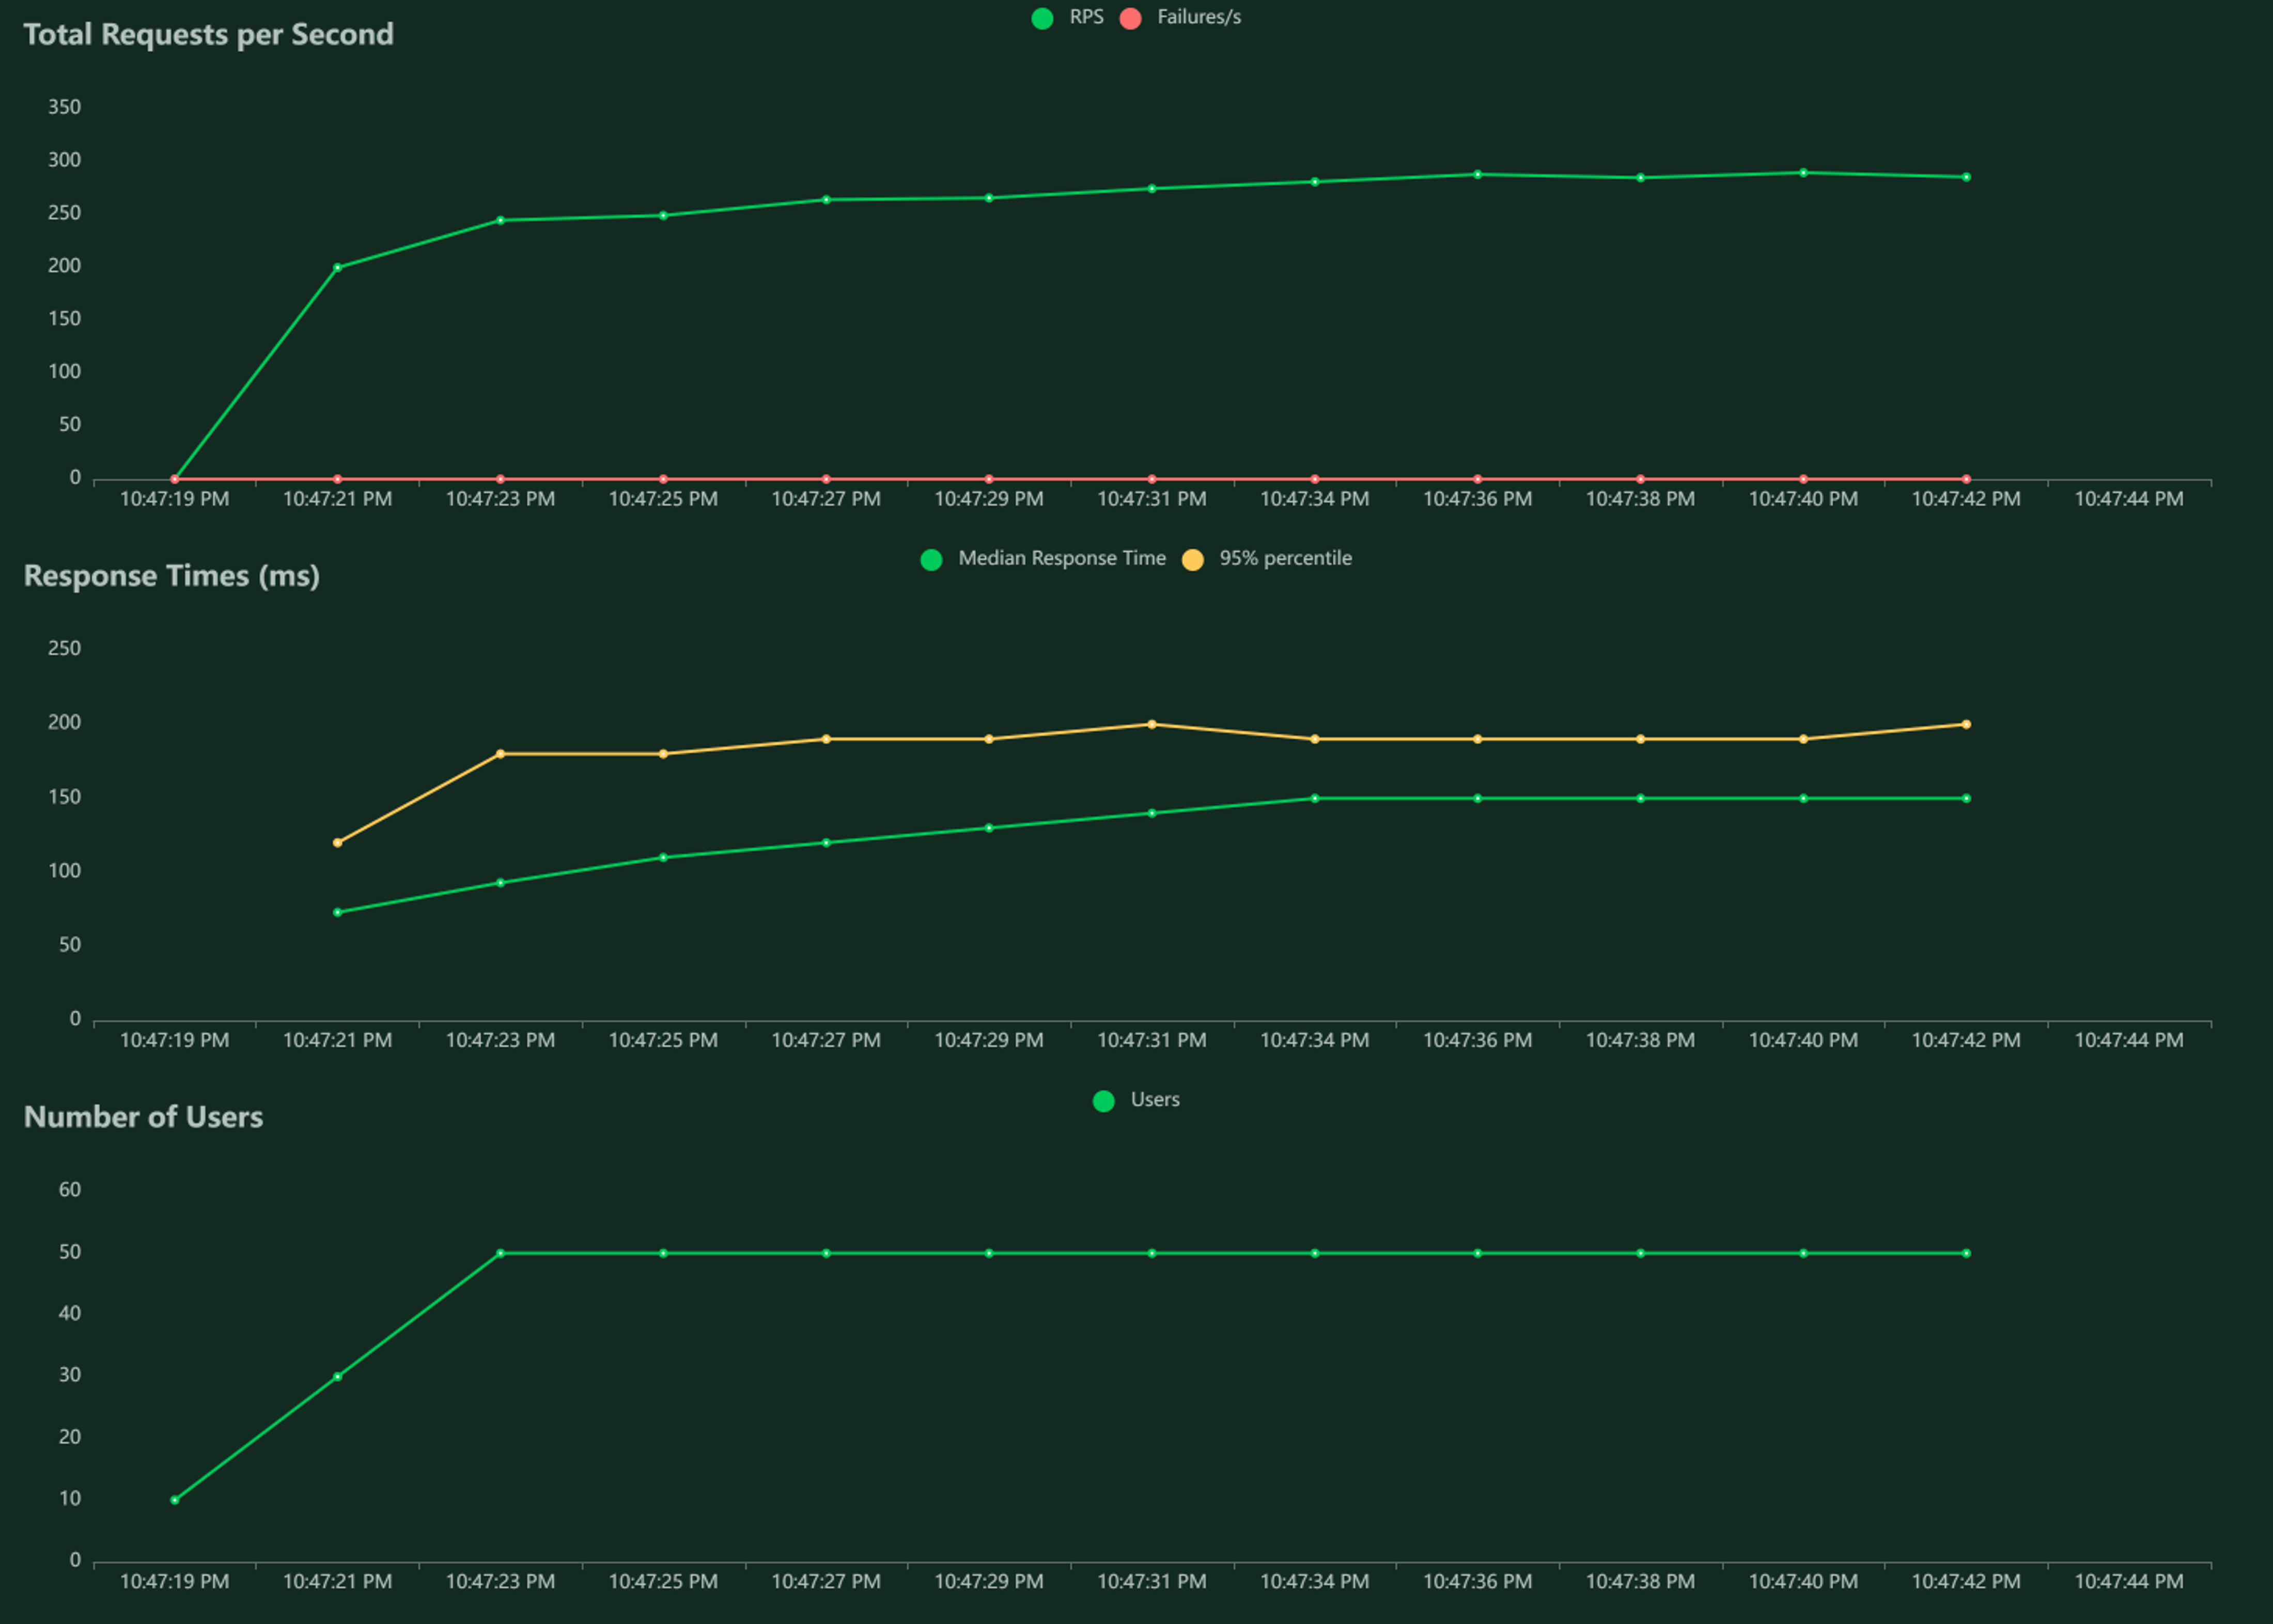 Total Requests per Second
RPS Failures/s
350
300
250
200
150
100
50
0
10:47:19 PM 10:47:21 PM 10:47:23 PM 10:47:25 PM 10:47:27 PM 10:47:29 PM 10:47:31 PM 10:47:34 PM 10:47:36 PM 10:47:38 PM 10:47:40 PM 10:47:42 PM 10:47:44 PM
Response Times (ms)
Median Response Time 95% percentile
250
200
150
100
50
0
10:47:19 PM 10:47:21 PM 10:47:23 PM 10:47:25 PM 10:47:27 PM 10:47:29 PM 10:47:31 PM 10:47:34 PM 10:47:36 PM 10:47:38 PM 10:47:40 PM 10:47:42 PM 10:47:44 PM
Number of Users
Users
60
50
40
30
20
10
0
10:47:19 PM 10:47:21 PM 10:47:23 PM 10:47:25 PM 10:47:27 PM 10:47:29 PM 10:47:31 PM 10:47:34 PM 10:47:36 PM 10:47:38 PM 10:47:40 PM 10:47:42 PM 10:47:44 PM